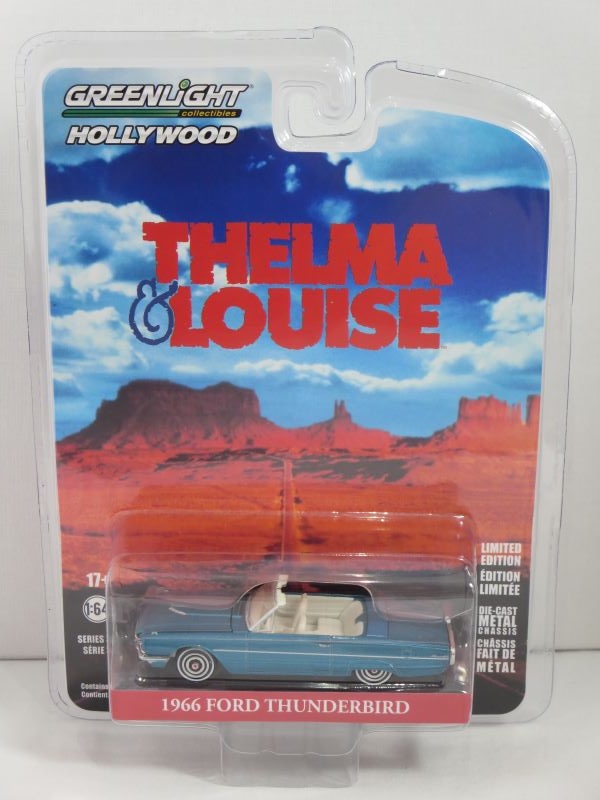 GREENLiGHT
collectibles
HOLLYWOOD
THELMA
& LOUISE
17+
1:64
SERIES
SÉRIE
LIMITED
EDITION
ÉDITION
LIMITÉE
DIE-CAST
METAL
CHASSIS
CHÂSSIS
FAIT DE
MÉTAL
1966 FORD THUNDERBIRD